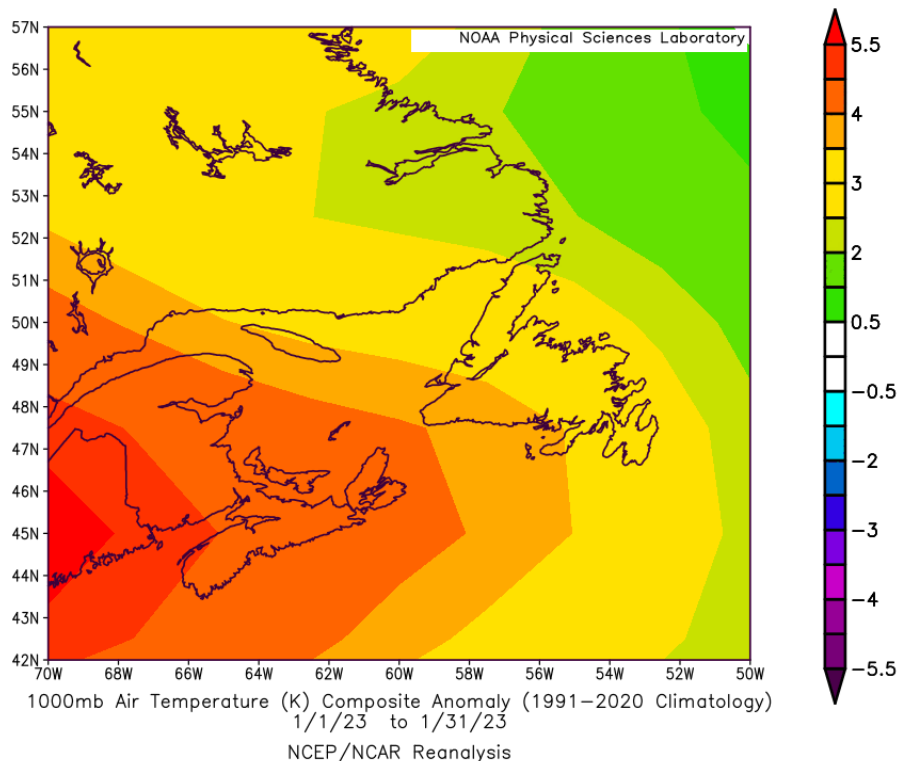 NOAA Physical Sciences Laboratory
57N
56N
55N
54N
53N
52N
51N
50N
49N
48N
47N
46N
45N
44N
43N
42N
70W 68W 66W 64W 62W 60W 58W 56W 54W 52W 50W
5.5
4
3
2
0.5
-0.5
-2
-3
-4
-5.5
1000mb Air Temperature (K) Composite Anomaly (1991-2020 Climatology)
1/1/23 to 1/31/23
NCEP/NCAR Reanalysis